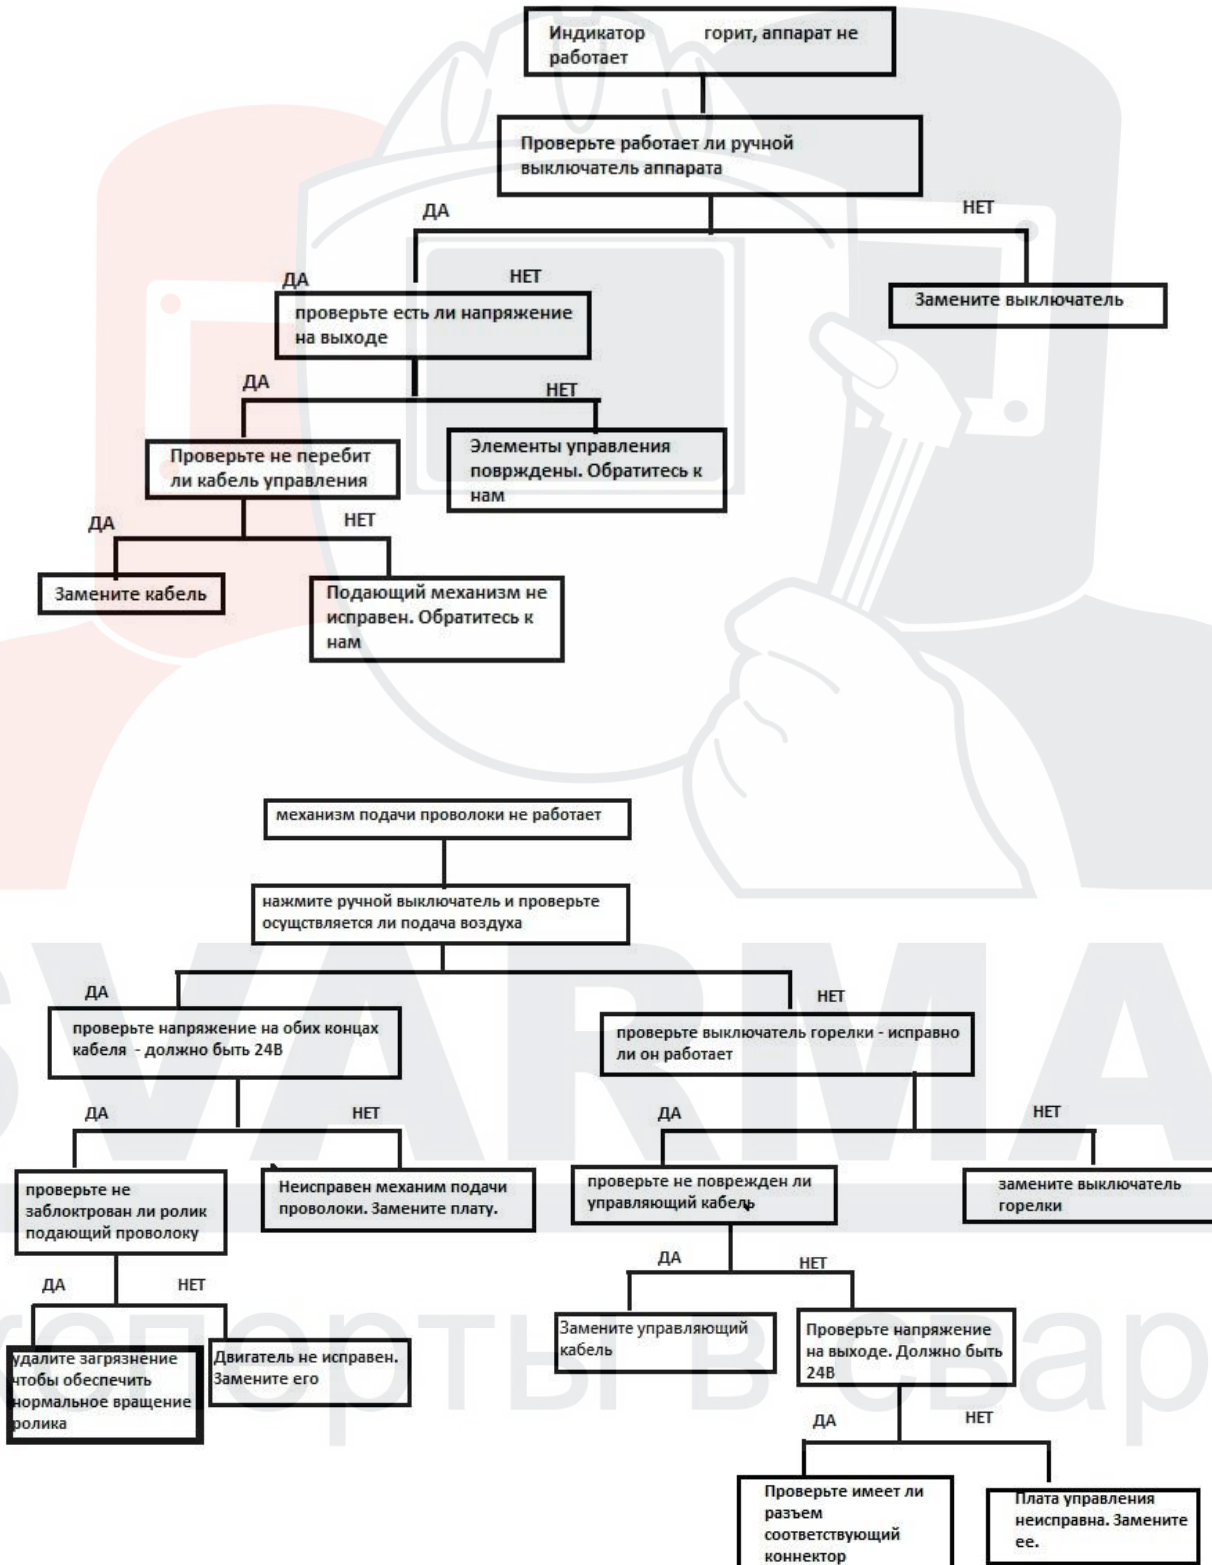 Индикатор горит, аппарат не
работает
Проверьте работает ли ручной
выключатель аппарата
ДА
НЕТ
ДА
НЕТ
проверьте есть ли напряжение
на выходе
Замените выключатель
ДА
НЕТ
Проверьте не перебит
ли кабель управления
Элементы управления
поврждены. Обратитесь к
нам
ДА
НЕТ
Замените кабель
Подающий механизм не
исправен. Обратитесь к
нам
механизм подачи проволоки не работает
нажмите ручной выключатель и проверьте
осущствляется ли подача воздуха
ДА
НЕТ
проверьте напряжение на обих концах
кабеля - должно быть 24В
проверьте выключатель горелки - исправно
ли он работает
ДА
НЕТ
ДА
НЕТ
проверьте не
заблоктрован ли ролик
подающий проволоку
Неисправен механим подачи
проволоки. Замените плату.
проверьте не поврежден ли
управляющий кабель
замените выключатель
горелки
ДА
НЕТ
ДА
НЕТ
удалите загрязнение
чтобы обеспечить
нормальное вращение
ролика
Двигатель не исправен.
Замените его
Замените управляющий
кабель
Проверьте напряжение
на выходе. Должно быть
24В
ДА
НЕТ
Проверьте имеет ли
разъем
соответствующий
коннектор
Плата управления
неисправна. Замените
ее.
SVARMA
ксперты в свар